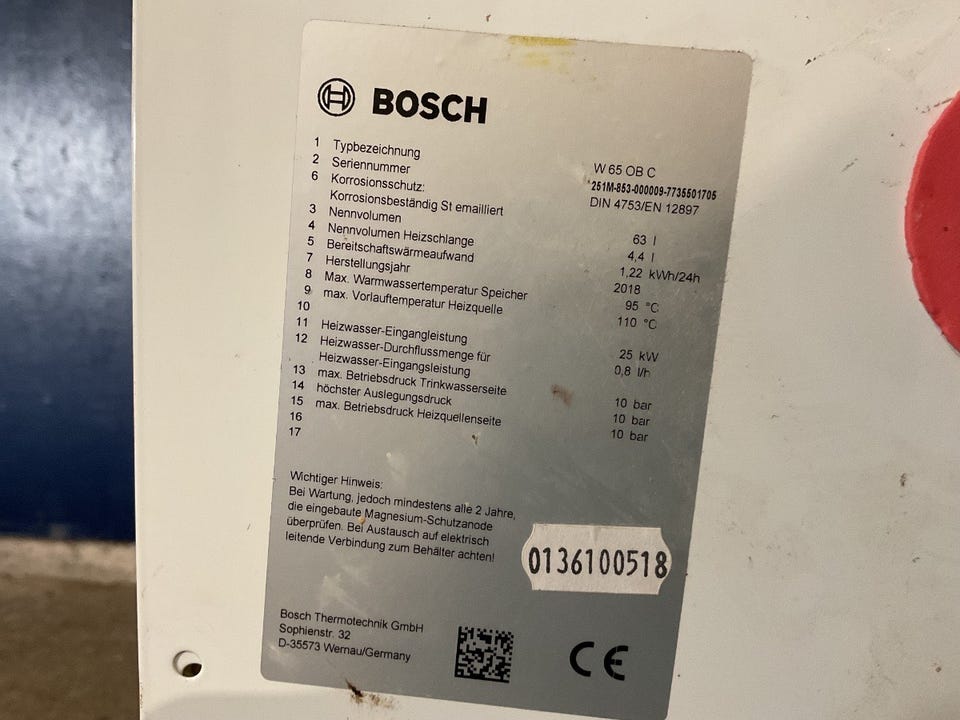 BOSCH
1 Typbezeichnung W 65 OB C
2 Seriennummer 251M-853-000009-7735501705
6 Korrosionsschutz: DIN 4753/EN 12897
Korrosionsbeständig St emailliert
3 Nennvolumen 63 l
4 Nennvolumen Heizschlange 4,4 l
5 Bereitschaftswärmeaufwand 1,22 kWh/24h
7 Herstellungsjahr 2018
8 Max. Warmwassertemperatur Speicher 95 °C
9 max. Vorlauftemperatur Heizquelle 110 °C
10
11 Heizwasser-Eingangleistung 25 kW
12 Heizwasser-Durchflussmenge für 0,8 l/h
Heizwasser-Eingangsleistung
13 max. Betriebsdruck Trinkwasserseite 10 bar
14 höchster Auslegungsdruck 10 bar
15 max. Betriebsdruck Heizquellenseite 10 bar
16
17
Wichtiger Hinweis:
Bei Wartung, jedoch mindestens alle 2 Jahre,
die eingebaute Magnesium-Schutzanode
überprüfen. Bei Austausch auf elektrisch
leitende Verbindung zum Behälter achten!
0136100518
Bosch Thermotechnik GmbH
Sophienstr. 32
D-35573 Wernau/Germany
CE